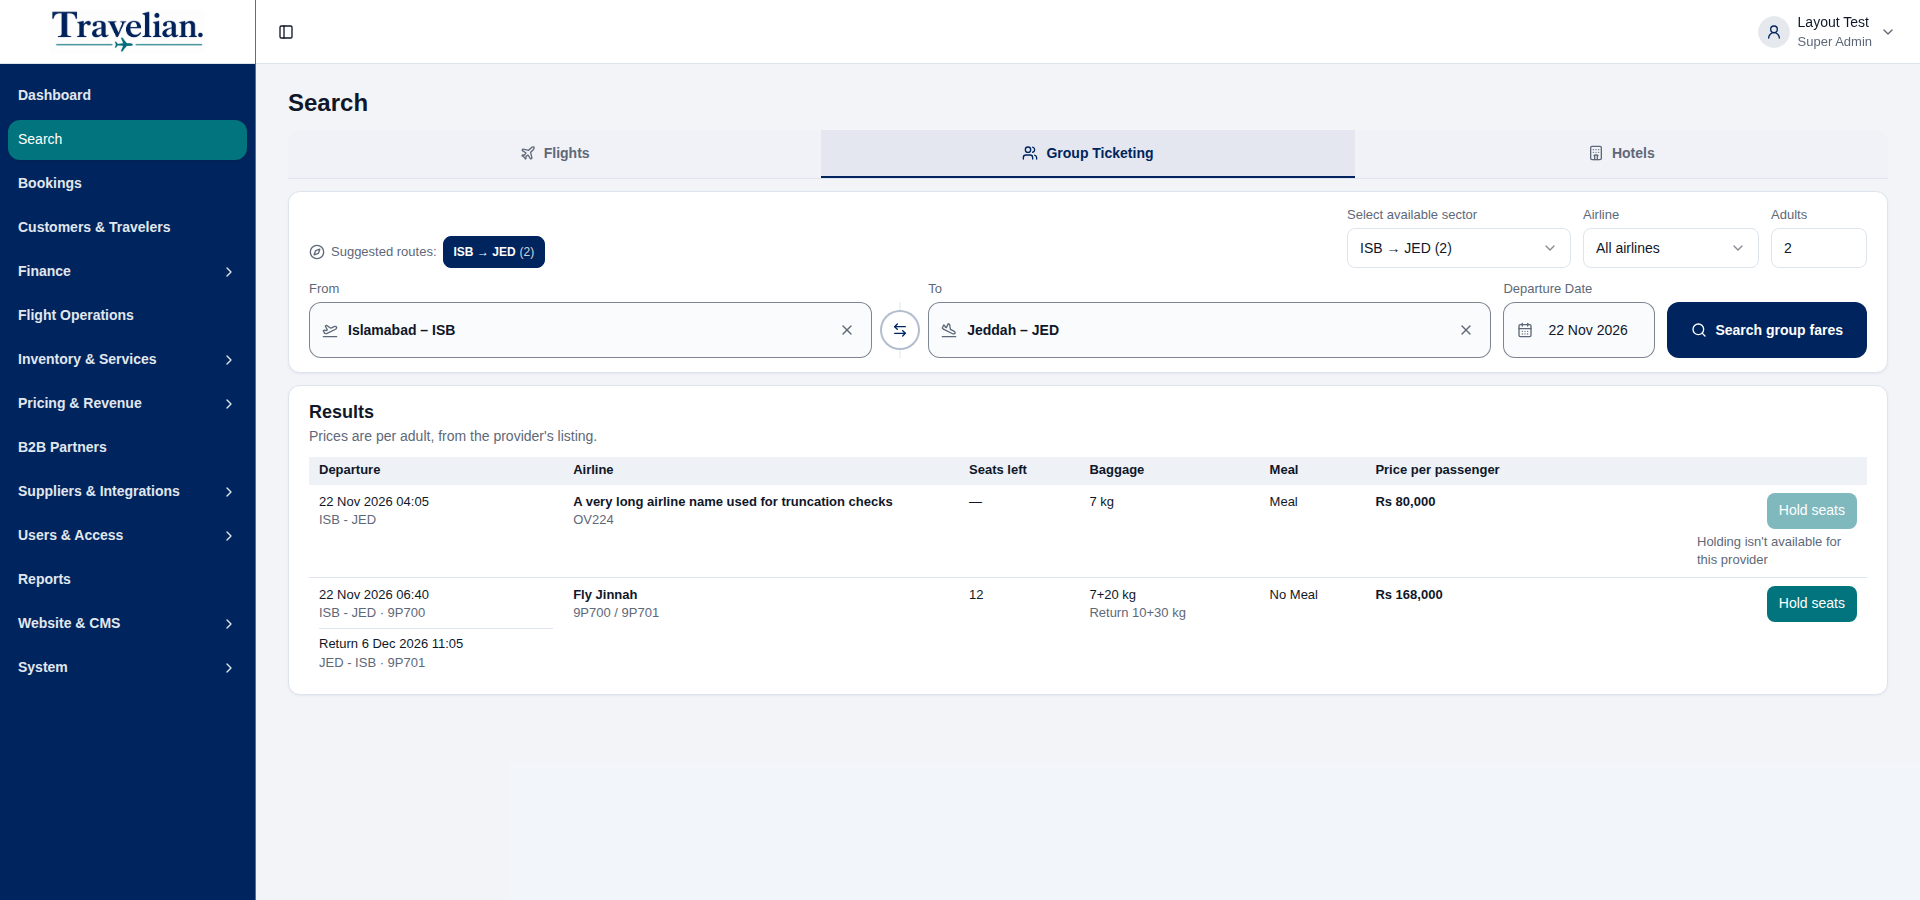 Travelian.
Layout Test
Super Admin
Dashboard
Search
Bookings
Customers & Travelers
Finance
Flight Operations
Inventory & Services
Pricing & Revenue
B2B Partners
Suppliers & Integrations
Users & Access
Reports
Website & CMS
System
Search
Flights
Group Ticketing
Hotels
Suggested routes: ISB → JED (2)
Select available sector
ISB → JED (2)
Airline
All airlines
Adults
2
From
Islamabad – ISB
To
Jeddah – JED
Departure Date
22 Nov 2026
Search group fares
Results
Prices are per adult, from the provider's listing.
Departure Airline Seats left Baggage Meal Price per passenger
22 Nov 2026 04:05 A very long airline name used for truncation checks — 7 kg Meal Rs 80,000 Hold seats
ISB - JED OV224
Holding isn't available for
this provider
22 Nov 2026 06:40 Fly Jinnah 12 7+20 kg No Meal Rs 168,000 Hold seats
ISB - JED · 9P700 9P700 / 9P701 Return 10+30 kg
Return 6 Dec 2026 11:05
JED - ISB · 9P701